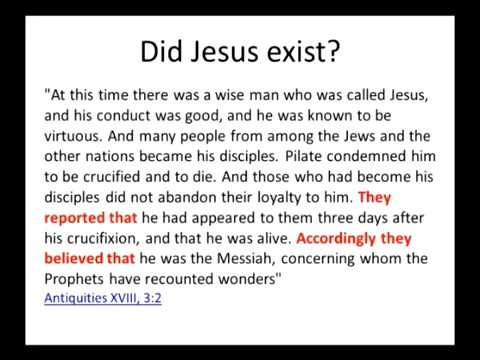 Did Jesus exist?
"At this time there was a wise man who was called Jesus,
and his conduct was good, and he was known to be
virtuous. And many people from among the Jews and the
other nations became his disciples. Pilate condemned him
to be crucified and to die. And those who had become his
disciples did not abandon their loyalty to him. They
reported that he had appeared to them three days after
his crucifixion, and that he was alive. Accordingly they
believed that he was the Messiah, concerning whom the
Prophets have recounted wonders"
Antiquities XVIII, 3:2